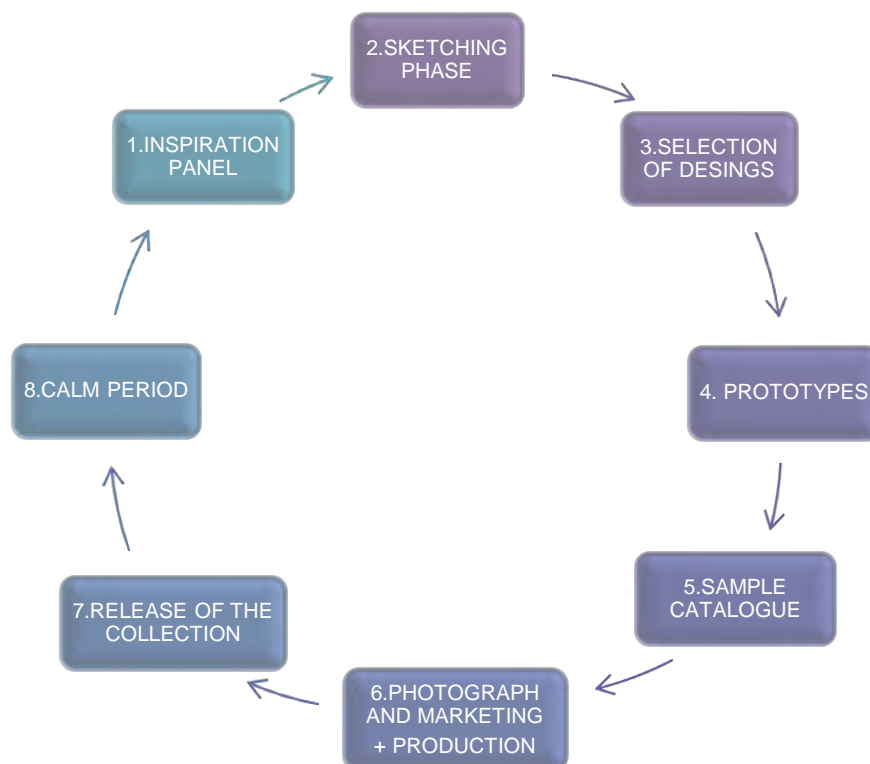 1.INSPIRATION
PANEL
2.SKETCHING
PHASE
3.SELECTION
OF DESINGS
4. PROTOTYPES
5.SAMPLE
CATALOGUE
6.PHOTOGRAPH
AND MARKETING
+ PRODUCTION
7.RELEASE OF THE
COLLECTION
8.CALM PERIOD